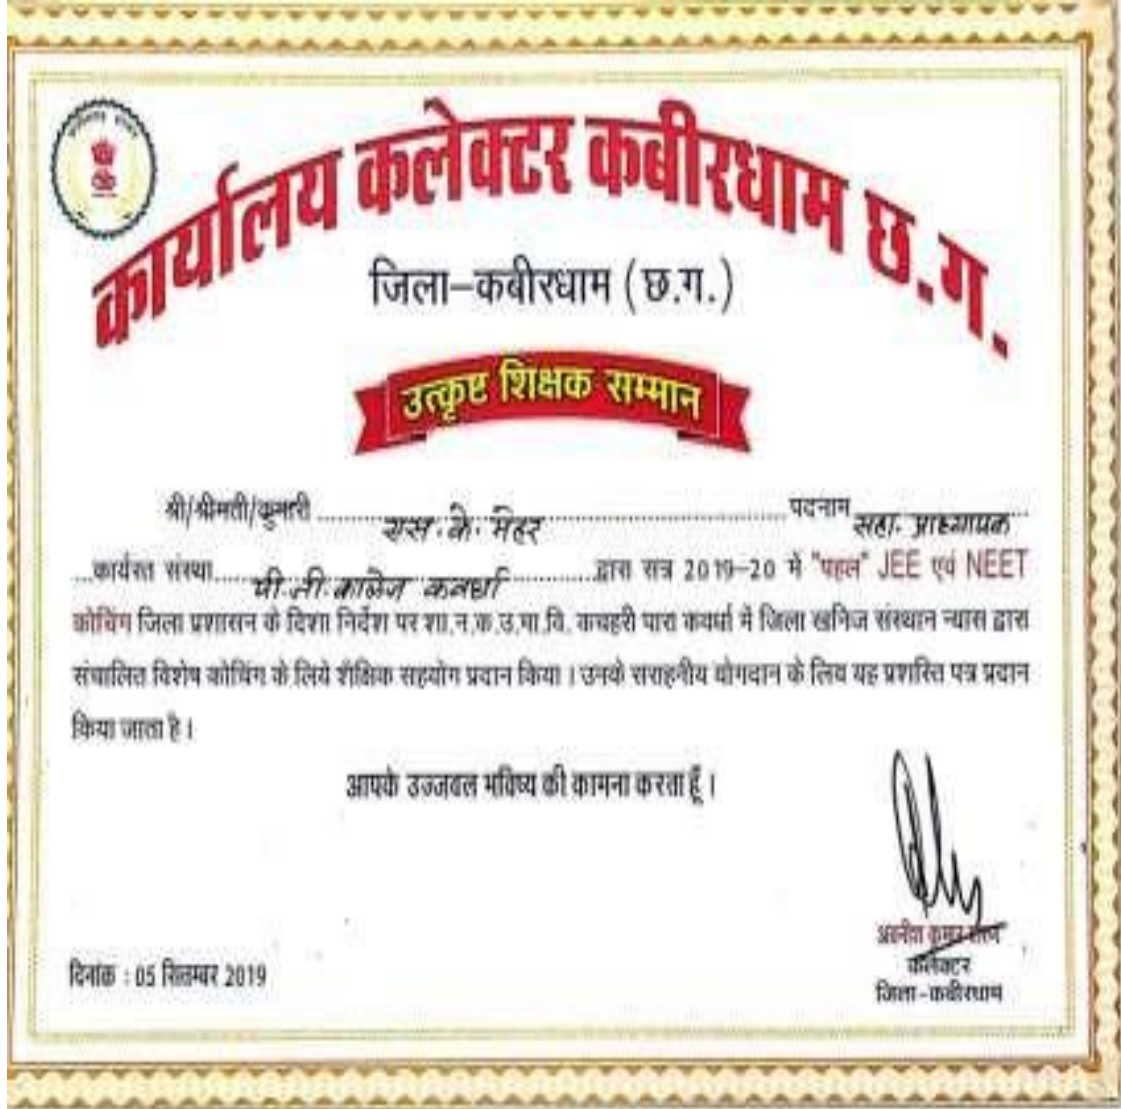 कार्यालय कलेक्टर कबीरधाम छ.ग.
जिला-कबीरधाम (छ.ग.)
उत्कृष्ट शिक्षक सम्मान
श्री/श्रीमती/कुमारी एस.के. मेहर पदनाम सहा. प्राध्यापक
कार्यरत संस्था पी.जी. कालेज कवर्धा द्वारा सत्र 2019-20 में "पहल" JEE एवं NEET
कोचिंग जिला प्रशासन के दिशा निर्देश पर शा.न.क.उ.मा.वि. कचहरी पारा कवर्धा में जिला खनिज संस्थान न्यास द्वारा
संचालित विशेष कोचिंग के लिये शैक्षिक सहयोग प्रदान किया । उनके सराहनीय योगदान के लिय यह प्रशस्ति पत्र प्रदान
किया जाता है ।
आपके उज्जवल भविष्य की कामना करता हूँ ।
अवनीश कुमार शरण
कलेक्टर
जिला-कबीरधाम
दिनांक : 05 सितम्बर 2019